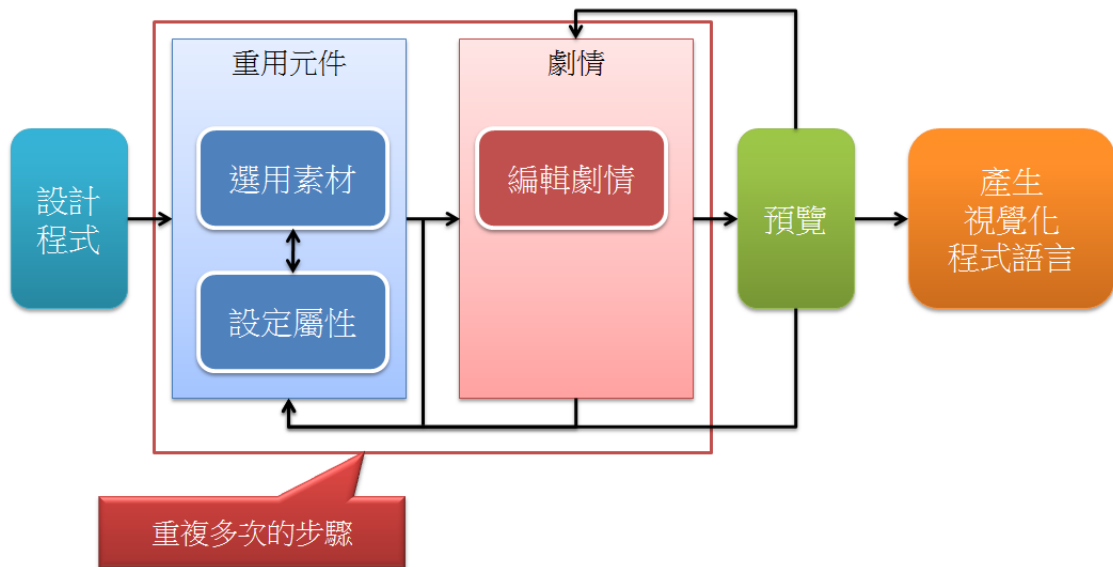 設計
程式
重用元件
選用素材
設定屬性
劇情
編輯劇情
預覽
產生
視覺化
程式語言
重複多次的步驟